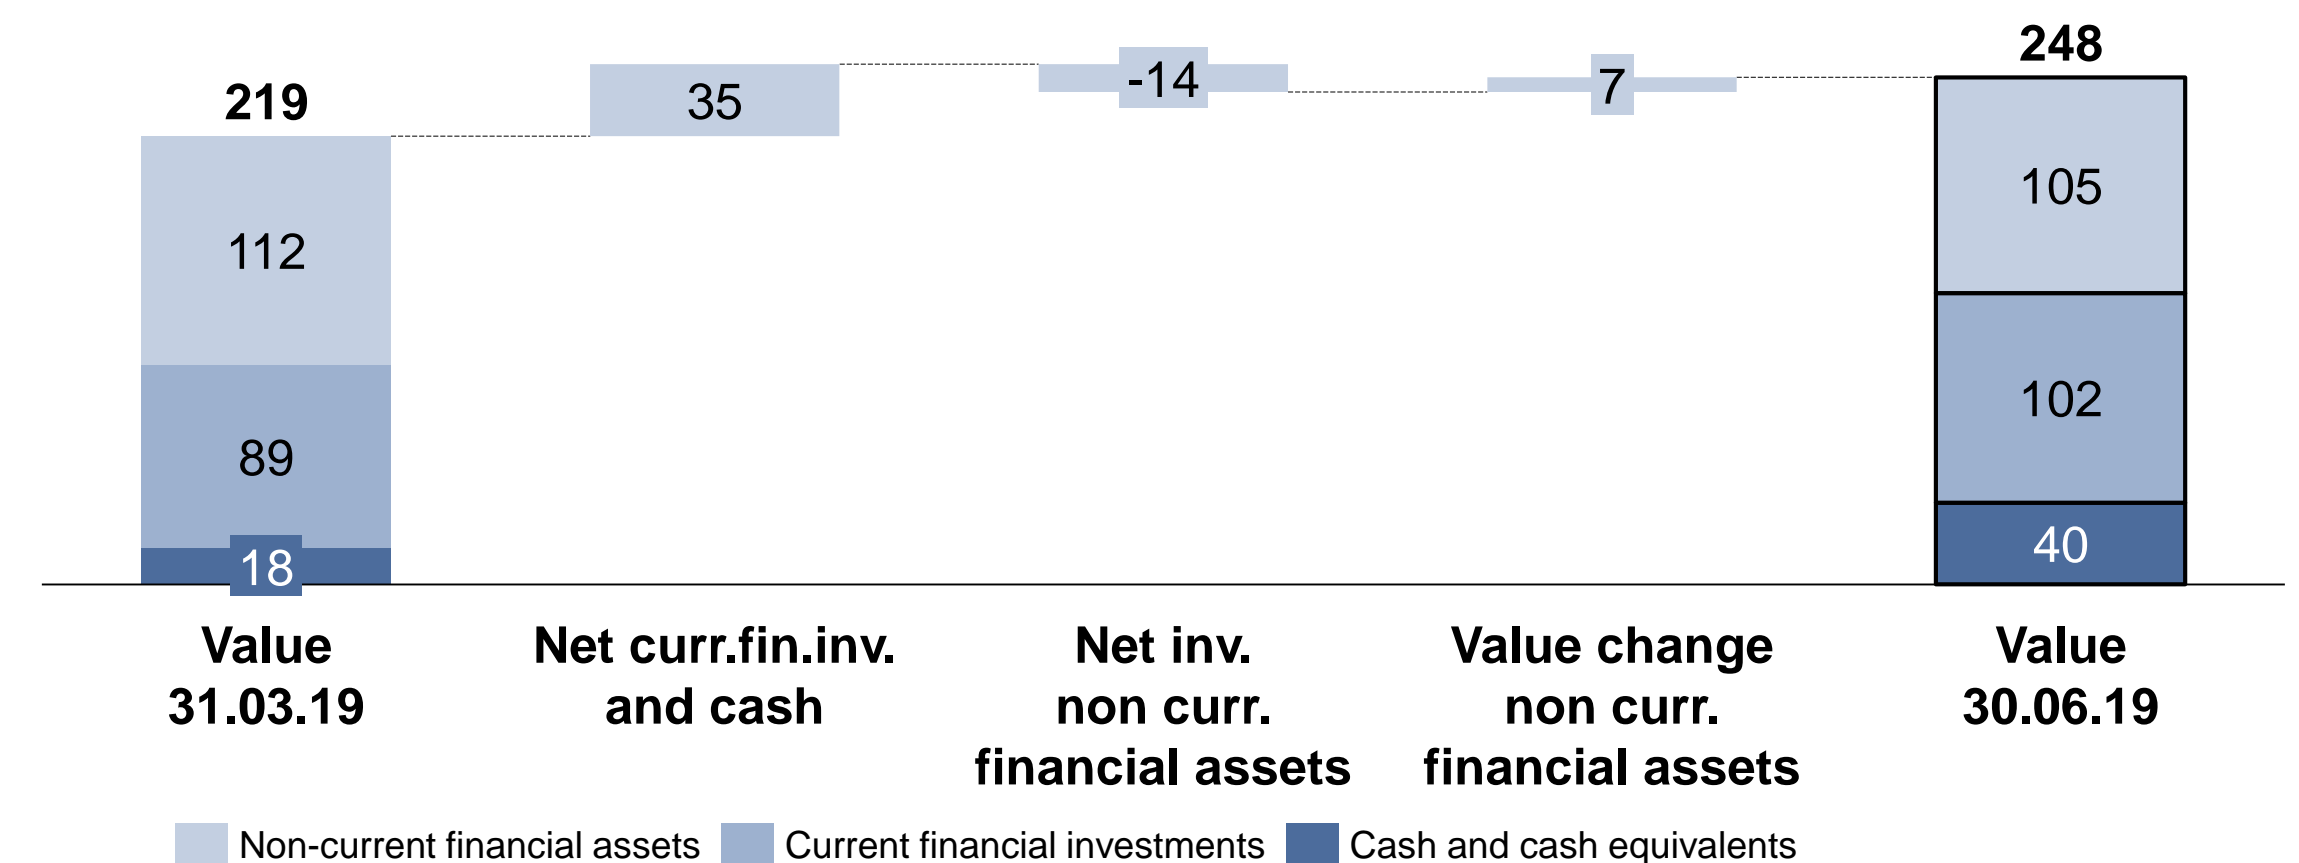 219
112
89
18
35
-14
7
248
105
102
40
Value
31.03.19
Net curr.fin.inv.
and cash
Net inv.
non curr.
financial assets
Value change
non curr.
financial assets
Value
30.06.19
Non-current financial assets
Current financial investments
Cash and cash equivalents